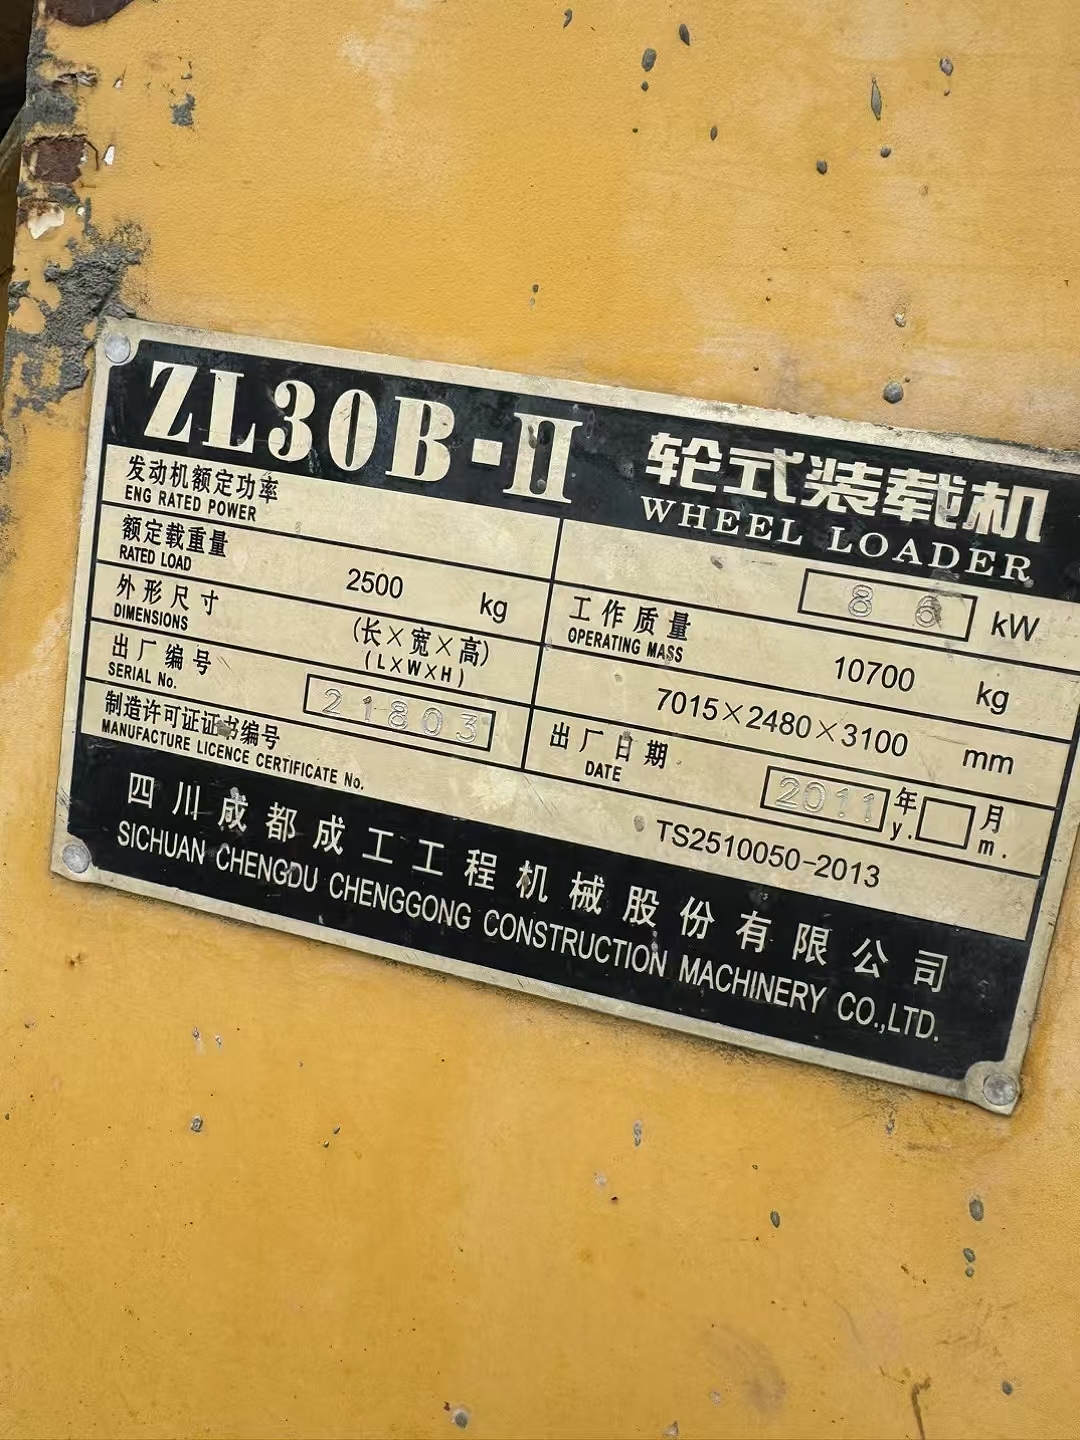 ZL30B-II 轮式装载机
WHEEL LOADER
发动机额定功率 86 kW
ENG RATED POWER
额定载重量 2500 kg
RATED LOAD
工作质量 10700 kg
OPERATING MASS
外形尺寸 (长×宽×高) 7015×2480×3100 mm
DIMENSIONS (L×W×H)
出厂编号 21803
SERIAL No.
出厂日期 2011 年 月
DATE y. m.
制造许可证证书编号 TS2510050-2013
MANUFACTURE LICENCE CERTIFICATE No.
四川成都成工工程机械股份有限公司
SICHUAN CHENGDU CHENGGONG CONSTRUCTION MACHINERY CO.,LTD.